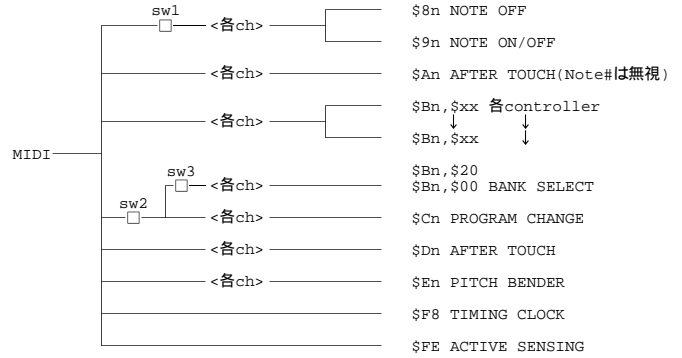 sw1
<各ch>
$8n NOTE OFF
$9n NOTE ON/OFF
<各ch>
$An AFTER TOUCH(Note#は無視)
<各ch>
$Bn,$xx 各controller
↓ ↓
$Bn,$xx ↓
MIDI
$Bn,$20
sw3
<各ch>
$Bn,$00 BANK SELECT
sw2
<各ch>
$Cn PROGRAM CHANGE
<各ch>
$Dn AFTER TOUCH
<各ch>
$En PITCH BENDER
$F8 TIMING CLOCK
$FE ACTIVE SENSING